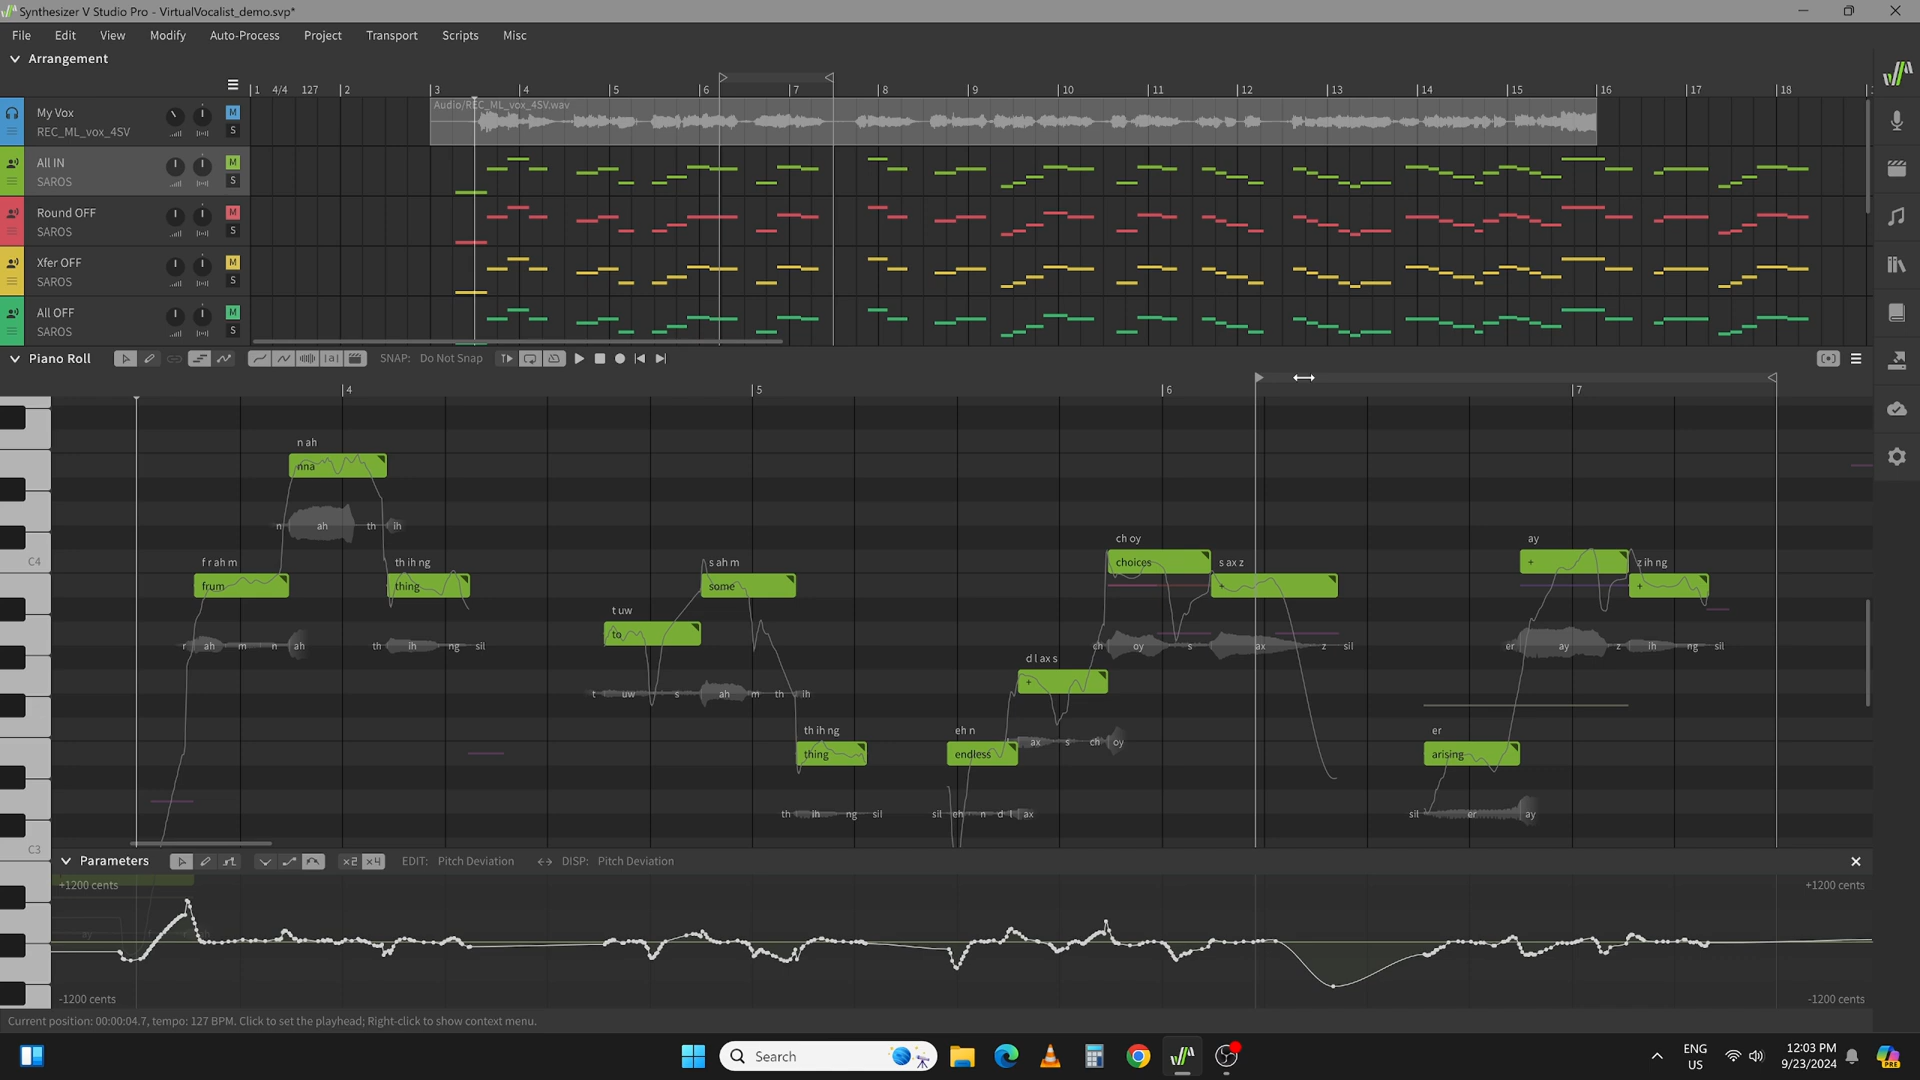 Synthesizer V Studio Pro - VirtualVocalist_demo.svp*
File Edit View Modify Auto-Process Project Transport Scripts Misc
Arrangement
1 4/4 127 2 3 4 5 6 7 8 9 10 11 12 13 14 15 16 17 18
Audio/REC_ML_vox_4SV.wav
My Vox M
REC_ML_vox_4SV S
All IN M
SAROS S
Round OFF M
SAROS S
Xfer OFF M
SAROS S
All OFF M
SAROS S
Piano Roll SNAP: Do Not Snap
4 5 6 7
n ah
nna
n ah th ih
ch oy ay
C4 f r ah m th ih ng s ah m choices s ax z + z ih ng
frum thing some + +
t uw
to
r ah m n ah th ih ng sil ch oy s ax z sil er ay z ih ng sil
d l ax s
+
t uw s ah m th ih
th ih ng eh n er
ax s ch oy
thing endless arising
th ih ng sil sil eh n d l ax sil er ay
C3
Parameters x2 x4 EDIT: Pitch Deviation DISP: Pitch Deviation
+1200 cents +1200 cents
-1200 cents -1200 cents
Current position: 00:00:04.7, tempo: 127 BPM. Click to set the playhead; Right-click to show context menu.
Search
ENG
US
12:03 PM
9/23/2024
PRE